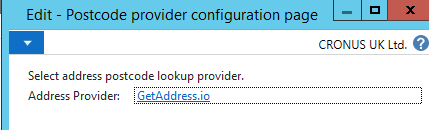 Edit - Postcode provider configuration page
CRONUS UK Ltd.
Select address postcode lookup provider.
Address Provider: GetAddress.io